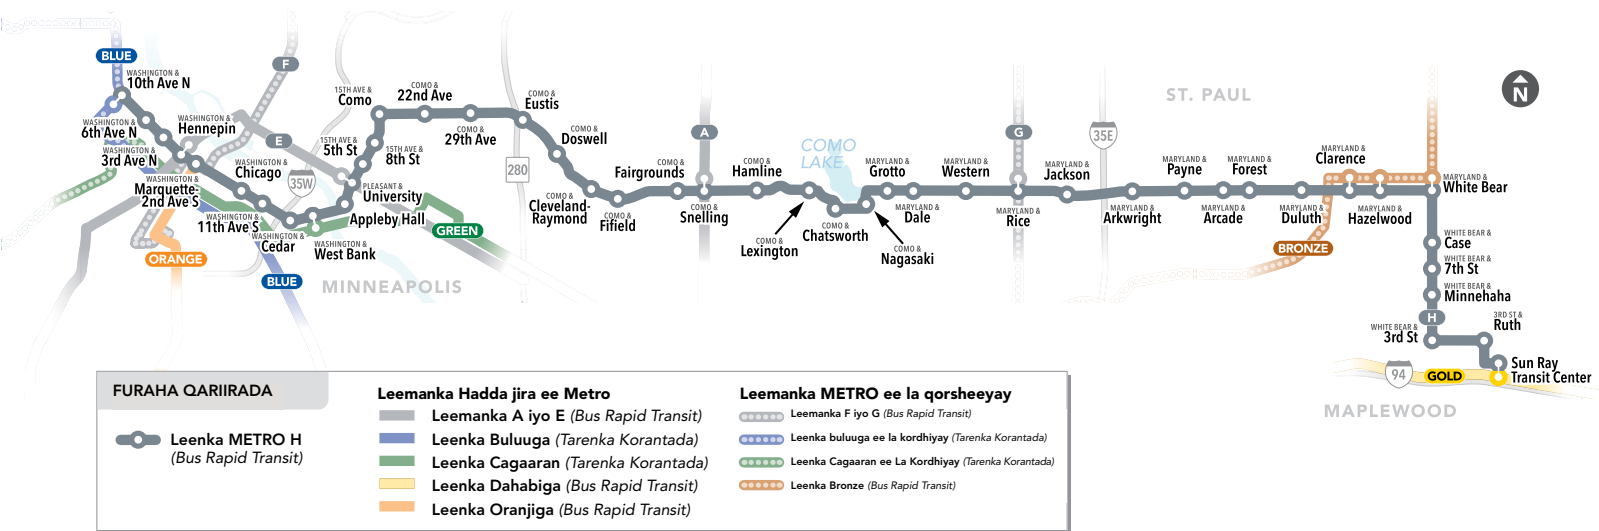 BLUE
WASHINGTON &
10th Ave N
WASHINGTON &
6th Ave N
WASHINGTON &
3rd Ave N
WASHINGTON &
Hennepin
WASHINGTON &
Marquette-
2nd Ave S
WASHINGTON &
Chicago
WASHINGTON &
11th Ave S
WASHINGTON &
Cedar
WASHINGTON &
West Bank
ORANGE
BLUE
F
E
35W
15TH AVE &
Como
15TH AVE &
5th St
15TH AVE &
8th St
PLEASANT &
University
Appleby Hall
GREEN
MINNEAPOLIS
COMO &
22nd Ave
COMO &
29th Ave
COMO &
Eustis
280
COMO &
Doswell
COMO &
Cleveland-
Raymond
COMO &
Fifield
COMO &
Fairgrounds
A
COMO &
Snelling
COMO &
Hamline
COMO &
Lexington
COMO
LAKE
COMO &
Chatsworth
COMO &
Nagasaki
MARYLAND &
Grotto
MARYLAND &
Dale
MARYLAND &
Western
G
MARYLAND &
Rice
MARYLAND &
Jackson
35E
ST. PAUL
MARYLAND &
Arkwright
MARYLAND &
Payne
MARYLAND &
Arcade
MARYLAND &
Forest
MARYLAND &
Duluth
MARYLAND &
Clarence
MARYLAND &
Hazelwood
BRONZE
MARYLAND &
White Bear
WHITE BEAR &
Case
WHITE BEAR &
7th St
WHITE BEAR &
Minnehaha
H
WHITE BEAR &
3rd St
3RD ST &
Ruth
Sun Ray
Transit Center
94
GOLD
MAPLEWOOD
N
FURAHA QARIIRADA
Leenka METRO H
(Bus Rapid Transit)
Leemanka Hadda jira ee Metro
Leemanka A iyo E (Bus Rapid Transit)
Leenka Buluuga (Tarenka Korantada)
Leenka Cagaaran (Tarenka Korantada)
Leenka Dahabiga (Bus Rapid Transit)
Leenka Oranjiga (Bus Rapid Transit)
Leemanka METRO ee la qorsheeyay
Leemanka F iyo G (Bus Rapid Transit)
Leenka buluuga ee la kordhiyay (Tarenka Korantada)
Leenka Cagaaran ee La Kordhiyay (Tarenka Korantada)
Leenka Bronze (Bus Rapid Transit)